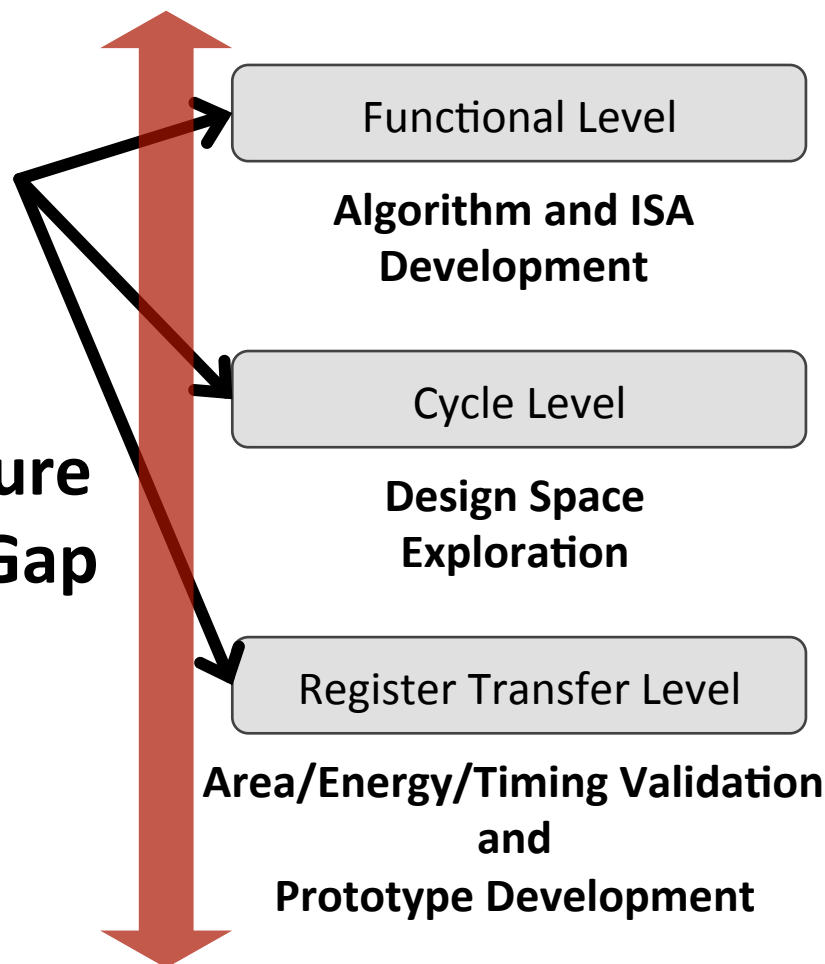 Functional Level
Algorithm and ISA
Development
Cycle Level
ure
Gap
Design Space
Exploration
Register Transfer Level
Area/Energy/Timing Validation
and
Prototype Development